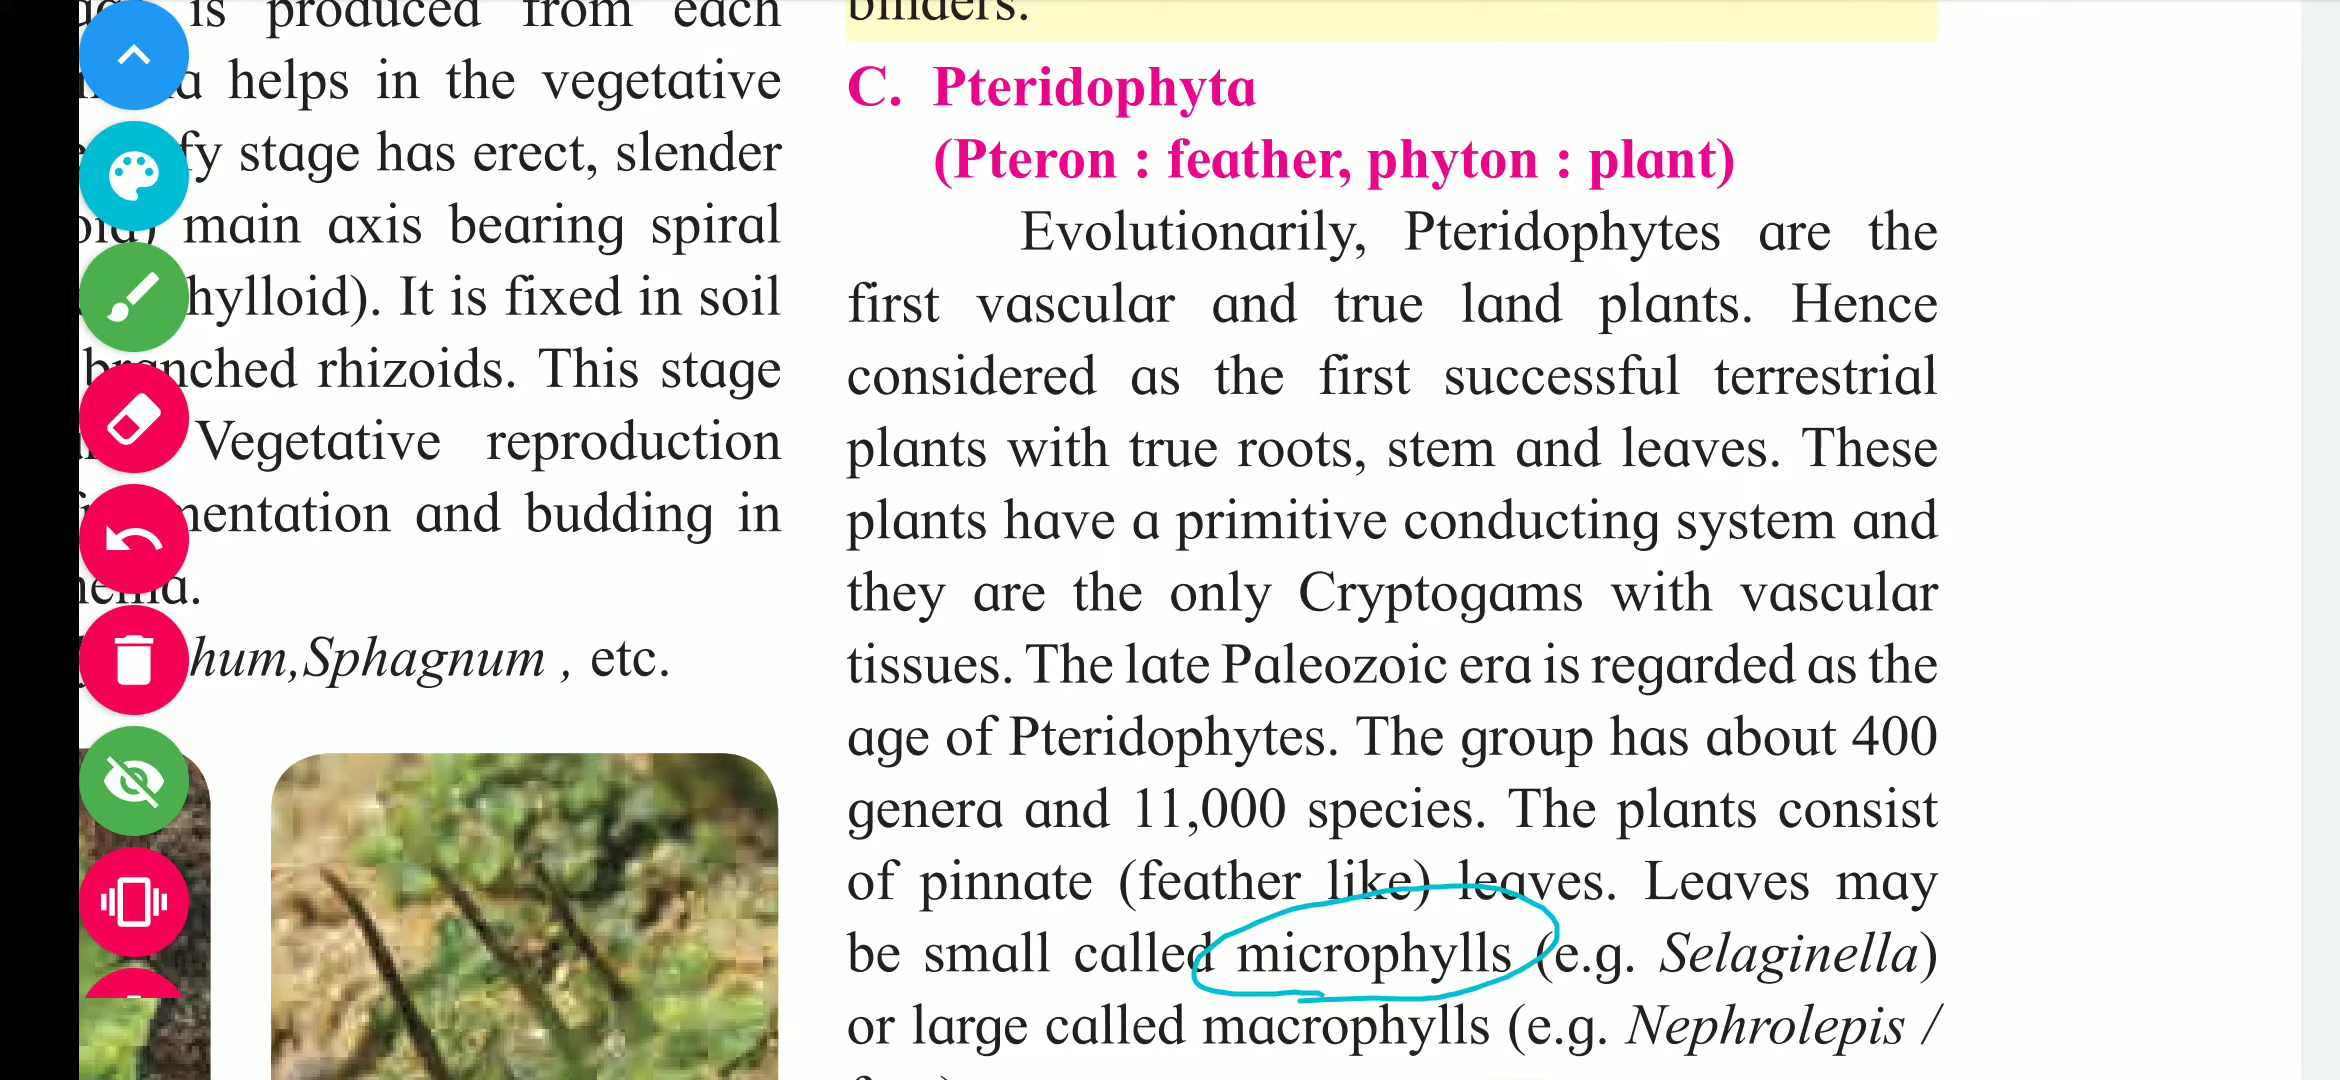 is produced from each
a helps in the vegetative
fy stage has erect, slender
main axis bearing spiral
hylloid). It is fixed in soil
branched rhizoids. This stage
Vegetative reproduction
mentation and budding in
hum, Sphagnum , etc.
binders.
C. Pteridophyta
(Pteron : feather, phyton : plant)
Evolutionarily, Pteridophytes are the
first vascular and true land plants. Hence
considered as the first successful terrestrial
plants with true roots, stem and leaves. These
plants have a primitive conducting system and
they are the only Cryptogams with vascular
tissues. The late Paleozoic era is regarded as the
age of Pteridophytes. The group has about 400
genera and 11,000 species. The plants consist
of pinnate (feather like) leaves. Leaves may
be small called microphylls (e.g. Selaginella)
or large called macrophylls (e.g. Nephrolepis /